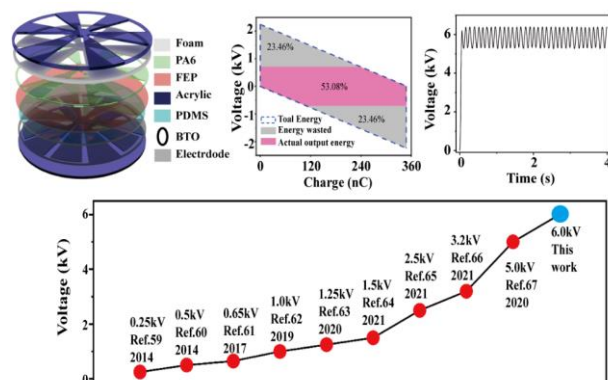 Foam
PA6
FEP
Acrylic
PDMS
BTO
Electrdode
Voltage (kV)
2
1
0
-1
-2
23.46%
53.08%
23.46%
Toal Energy
Energy wasted
Actual output energy
0
120
240
360
Charge (nC)
Voltage (kV)
6
4
2
0
0
2
4
Time (s)
Voltage (kV)
6
4
2
0
0.25kV
Ref.59
2014
0.5kV
Ref.60
2014
0.65kV
Ref.61
2017
1.0kV
Ref.62
2019
1.25kV
Ref.63
2020
1.5kV
Ref.64
2021
2.5kV
Ref.65
2021
3.2kV
Ref.66
2021
5.0kV
Ref.67
2020
6.0kV
This
work